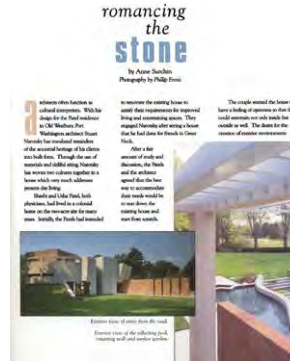 romancing
the
stone
by Anne Surchin
Photography by Phillip Ennis
architects often function as
cultural interpreters. With his
design for the Patel residence
in Old Westbury, Port
Washington architect Stuart
Narofsky has translated reminders
of the ancestral heritage of his clients
into built form. Through the use of
materials and skillful siting, Narofsky
has woven two cultures together in a
house which very much addresses
present day living.
Shashi and Usha Patel, both
physicians, had lived in a colonial
home on the two-acre site for many
years. Initially, the Patels had intended
to renovate the existing house to
satisfy their requirements for improved
living and entertaining spaces. They
engaged Narofsky after seeing a house
that he had done for friends in Great
Neck.
After a fair
amount of study and
discussion, the Patels
and the architect
agreed that the best
way to accommodate
their needs would be
to tear down the
existing house and
start from scratch.
The couple wanted the house
have a feeling of openness so that
could entertain not only inside but
outside as well. The desire for the
creation of exterior environments
Exterior view of entry from the road.
Exterior view of the reflecting pool,
retaining wall and sunken garden.